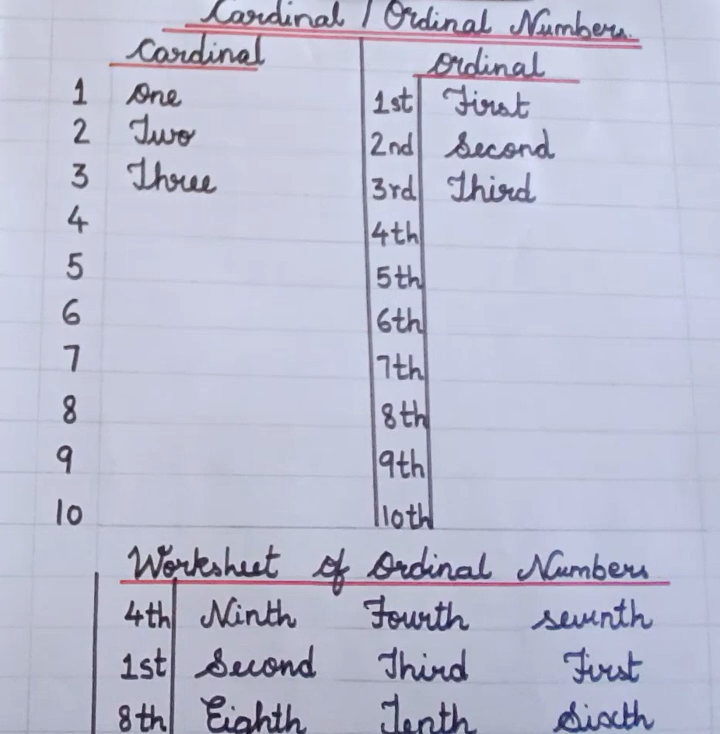 Cardinal / Ordinal Numbers.
Cardinal Ordinal
1 One 1st First
2 Two 2nd Second
3 Three 3rd Third
4 4th
5 5th
6 6th
7 7th
8 8th
9 9th
10 10th
Worksheet of Ordinal Numbers
4th Ninth Fourth seventh
1st Second Third First
8th Eighth Tenth Sixth